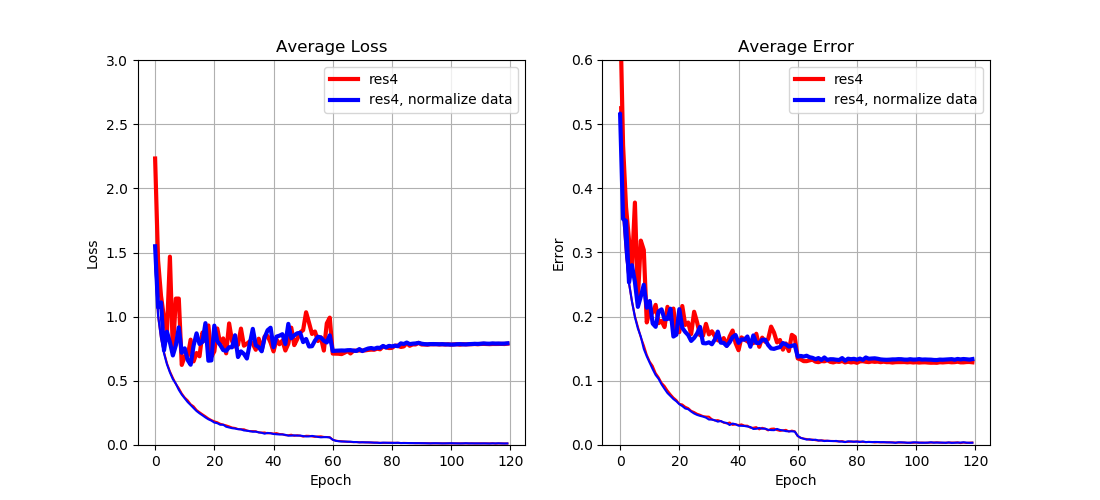 Average Loss
3.0
2.5
2.0
1.5
1.0
0.5
0.0
Loss
0 20 40 60 80 100 120
Epoch
res4
res4, normalize data
Average Error
0.6
0.5
0.4
0.3
0.2
0.1
0.0
Error
0 20 40 60 80 100 120
Epoch
res4
res4, normalize data